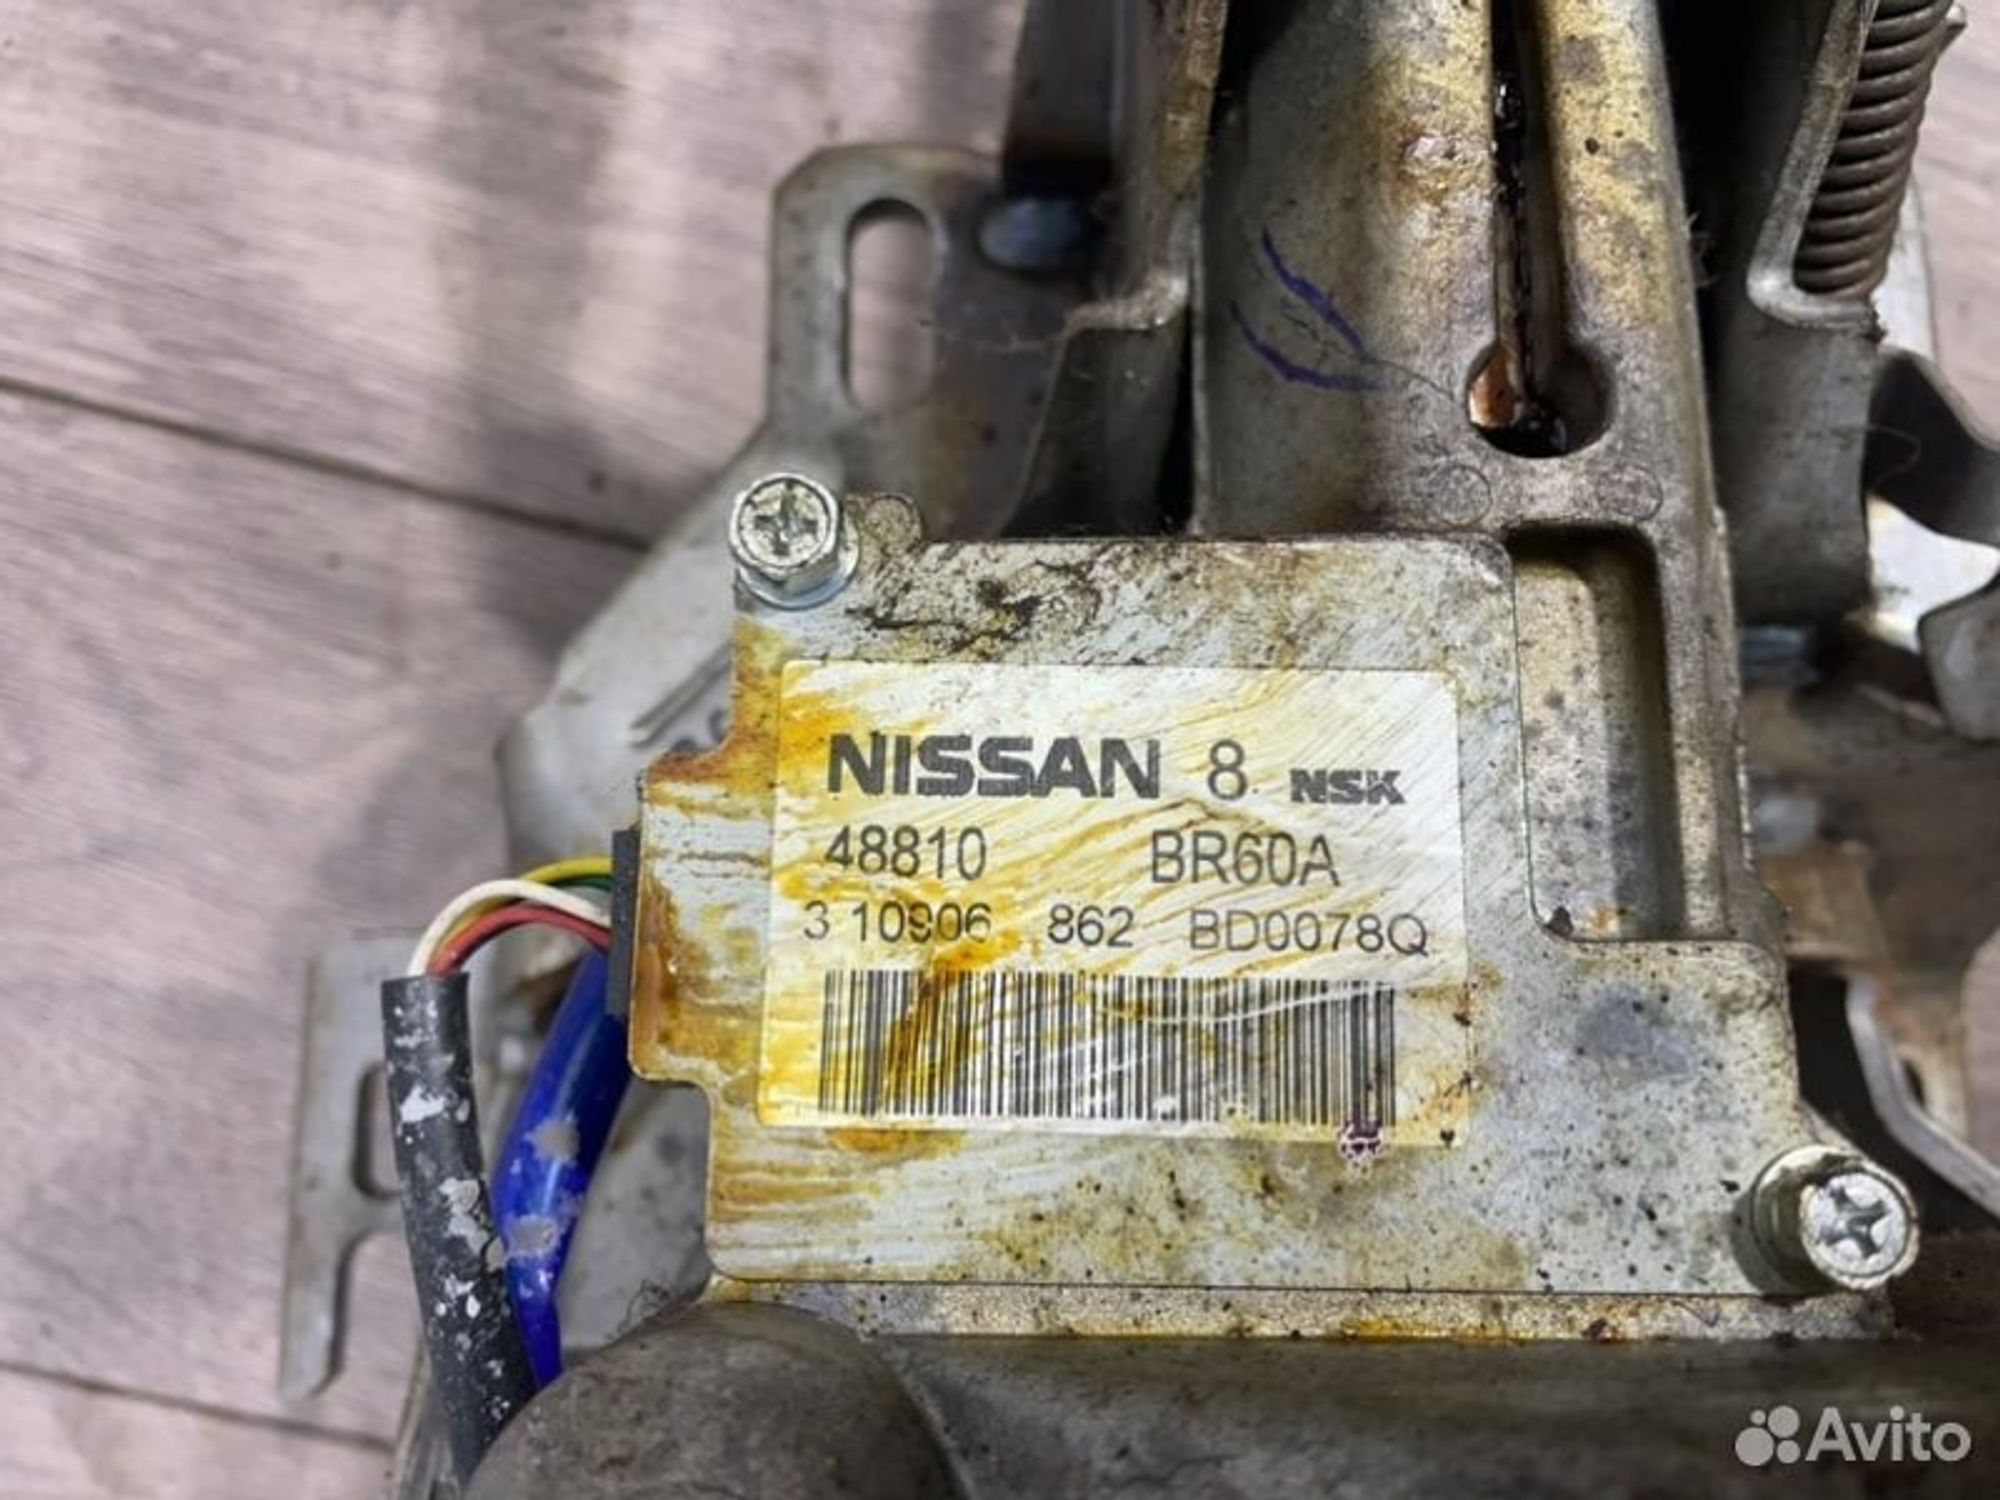 NISSAN 8 NSK
48810 BR60A
3 10906 862 BD0078Q
Avito